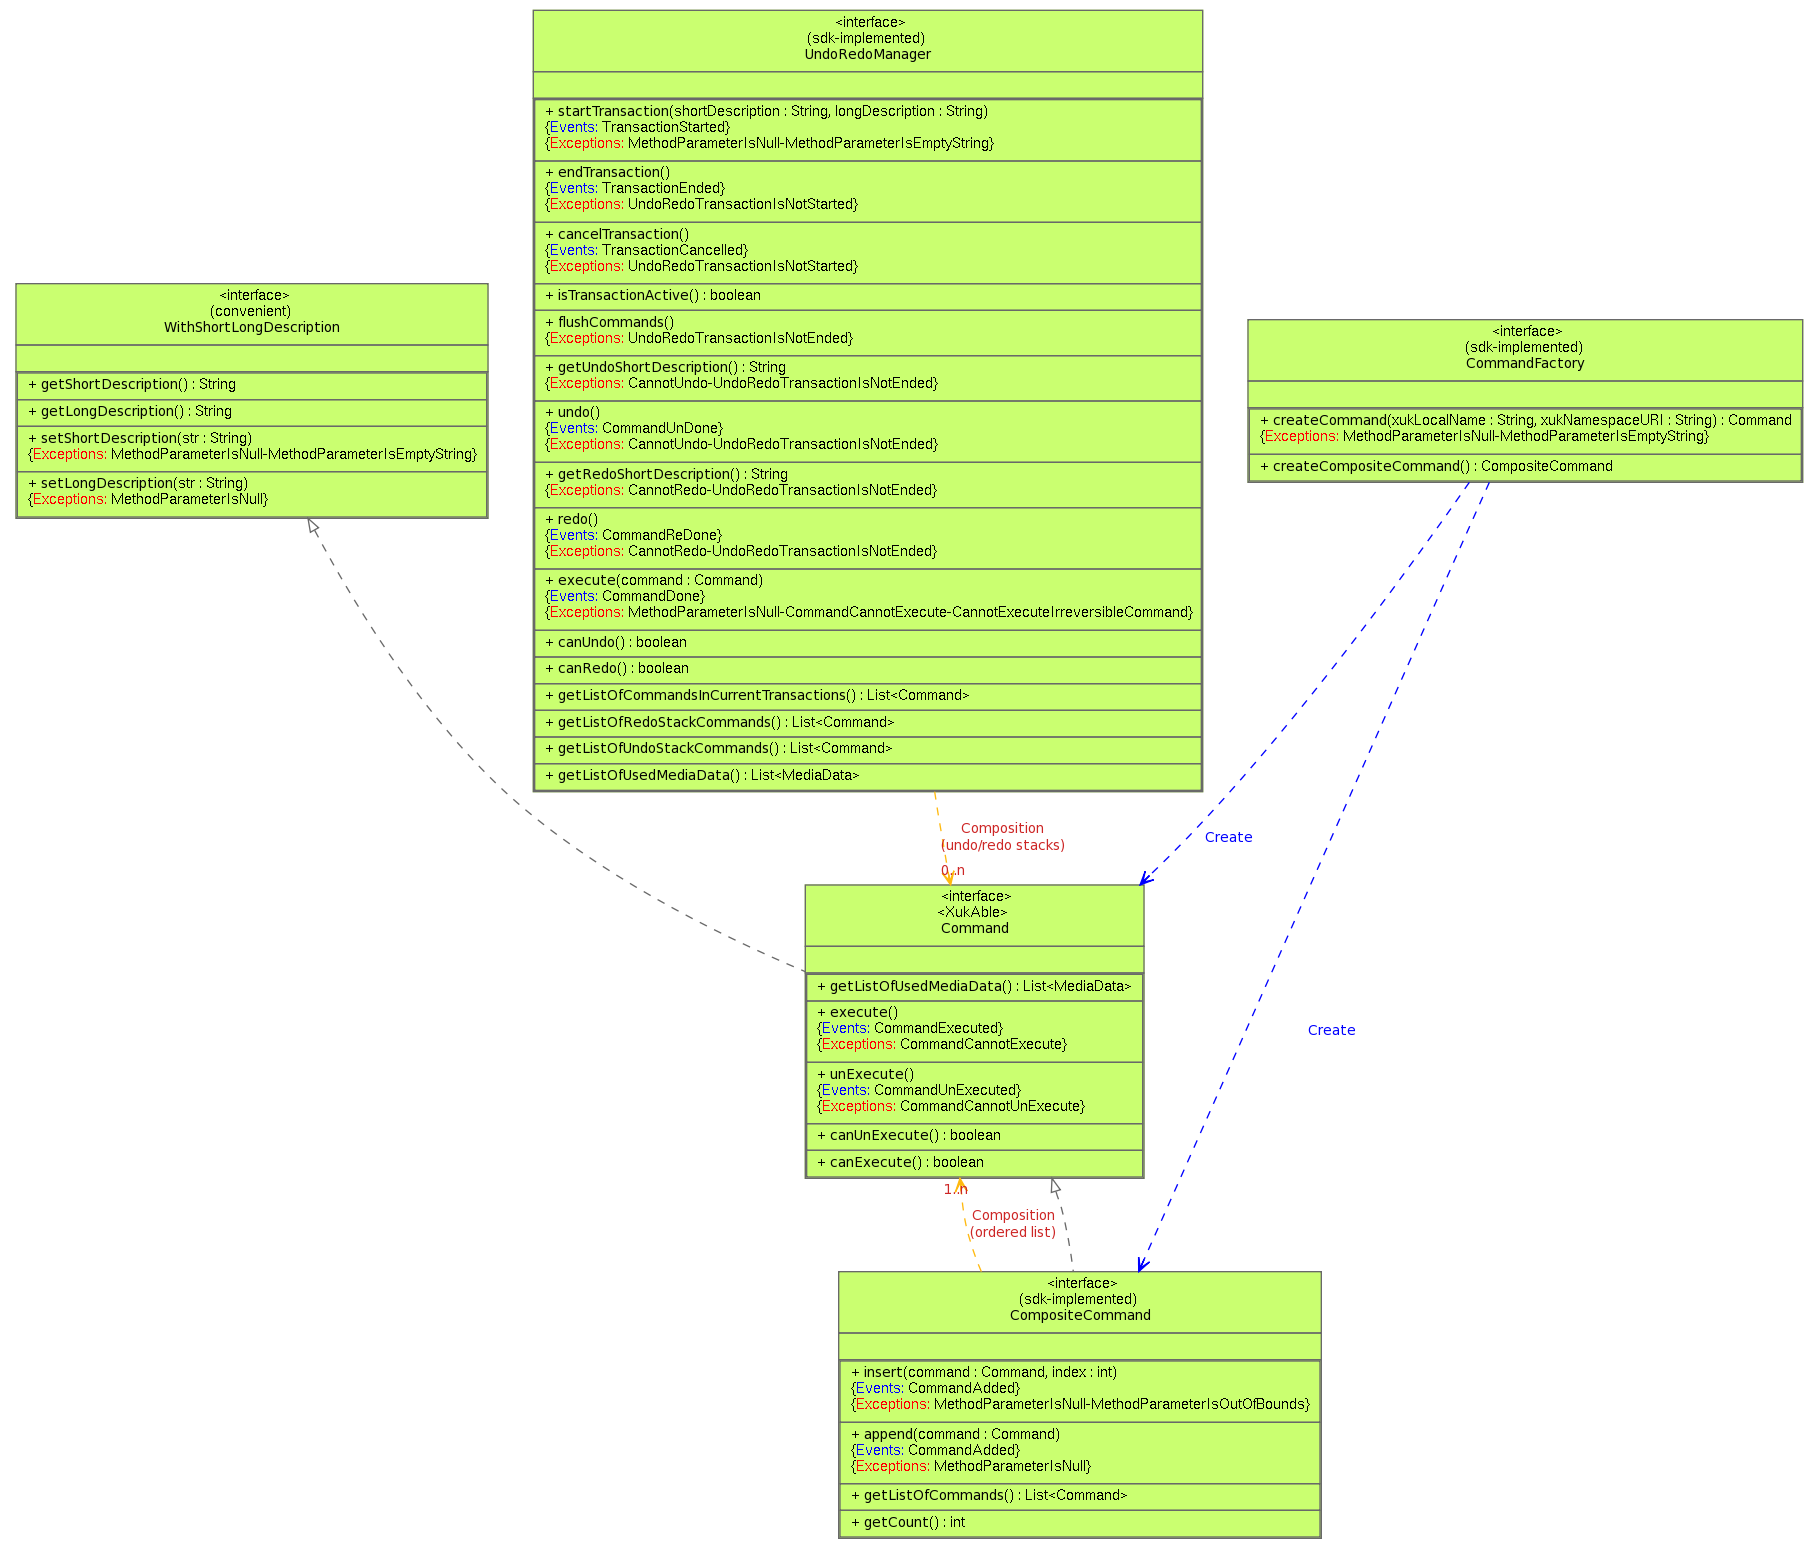 <interface>
(sdk-implemented)
UndoRedoManager
+ startTransaction(shortDescription : String, longDescription : String)
{Events: TransactionStarted}
{Exceptions: MethodParameterIsNull-MethodParameterIsEmptyString}
+ endTransaction()
{Events: TransactionEnded}
{Exceptions: UndoRedoTransactionIsNotStarted}
+ cancelTransaction()
{Events: TransactionCancelled}
{Exceptions: UndoRedoTransactionIsNotStarted}
+ isTransactionActive() : boolean
+ flushCommands()
{Exceptions: UndoRedoTransactionIsNotEnded}
+ getUndoShortDescription() : String
{Exceptions: CannotUndo-UndoRedoTransactionIsNotEnded}
+ undo()
{Events: CommandUnDone}
{Exceptions: CannotUndo-UndoRedoTransactionIsNotEnded}
+ getRedoShortDescription() : String
{Exceptions: CannotRedo-UndoRedoTransactionIsNotEnded}
+ redo()
{Events: CommandReDone}
{Exceptions: CannotRedo-UndoRedoTransactionIsNotEnded}
+ execute(command : Command)
{Events: CommandDone}
{Exceptions: MethodParameterIsNull-CommandCannotExecute-CannotExecuteIrreversibleCommand}
+ canUndo() : boolean
+ canRedo() : boolean
+ getListOfCommandsInCurrentTransactions() : List<Command>
+ getListOfRedoStackCommands() : List<Command>
+ getListOfUndoStackCommands() : List<Command>
+ getListOfUsedMediaData() : List<MediaData>
<interface>
(convenient)
WithShortLongDescription
+ getShortDescription() : String
+ getLongDescription() : String
+ setShortDescription(str : String)
{Exceptions: MethodParameterIsNull-MethodParameterIsEmptyString}
+ setLongDescription(str : String)
{Exceptions: MethodParameterIsNull}
<interface>
(sdk-implemented)
CommandFactory
+ createCommand(xukLocalName : String, xukNamespaceURI : String) : Command
{Exceptions: MethodParameterIsNull-MethodParameterIsEmptyString}
+ createCompositeCommand() : CompositeCommand
Composition
(undo/redo stacks)
0..n
Create
<interface>
<XukAble>
Command
+ getListOfUsedMediaData() : List<MediaData>
+ execute()
{Events: CommandExecuted}
{Exceptions: CommandCannotExecute}
+ unExecute()
{Events: CommandUnExecuted}
{Exceptions: CommandCannotUnExecute}
+ canUnExecute() : boolean
+ canExecute() : boolean
Create
1..n
Composition
(ordered list)
<interface>
(sdk-implemented)
CompositeCommand
+ insert(command : Command, index : int)
{Events: CommandAdded}
{Exceptions: MethodParameterIsNull-MethodParameterIsOutOfBounds}
+ append(command : Command)
{Events: CommandAdded}
{Exceptions: MethodParameterIsNull}
+ getListOfCommands() : List<Command>
+ getCount() : int